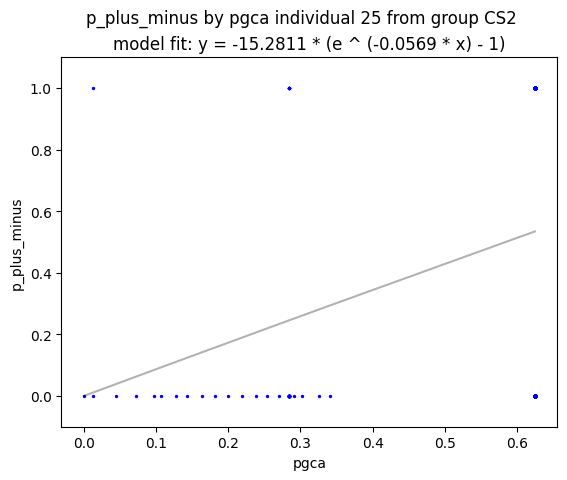 p_plus_minus by pgca individual 25 from group CS2
model fit: y = -15.2811 * (e ^ (-0.0569 * x) - 1)
1.0
0.8
0.6
0.4
0.2
0.0
p_plus_minus
0.0 0.1 0.2 0.3 0.4 0.5 0.6
pgca